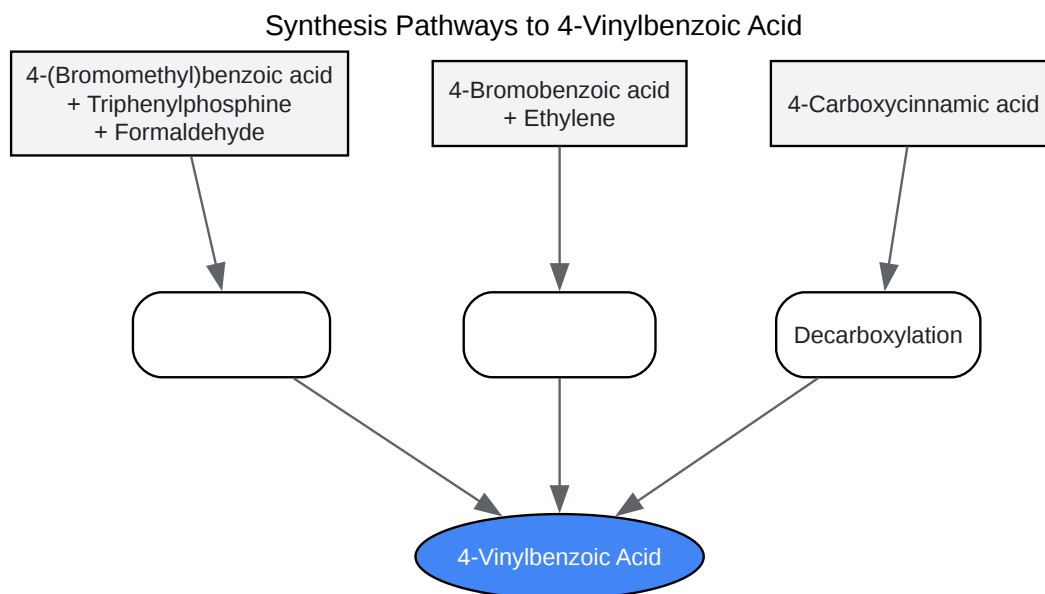 Synthesis Pathways to 4-Vinylbenzoic Acid
4-(Bromomethyl)benzoic acid
+ Triphenylphosphine
+ Formaldehyde
4-Bromobenzoic acid
+ Ethylene
4-Carboxycinnamic acid
Decarboxylation
4-Vinylbenzoic Acid